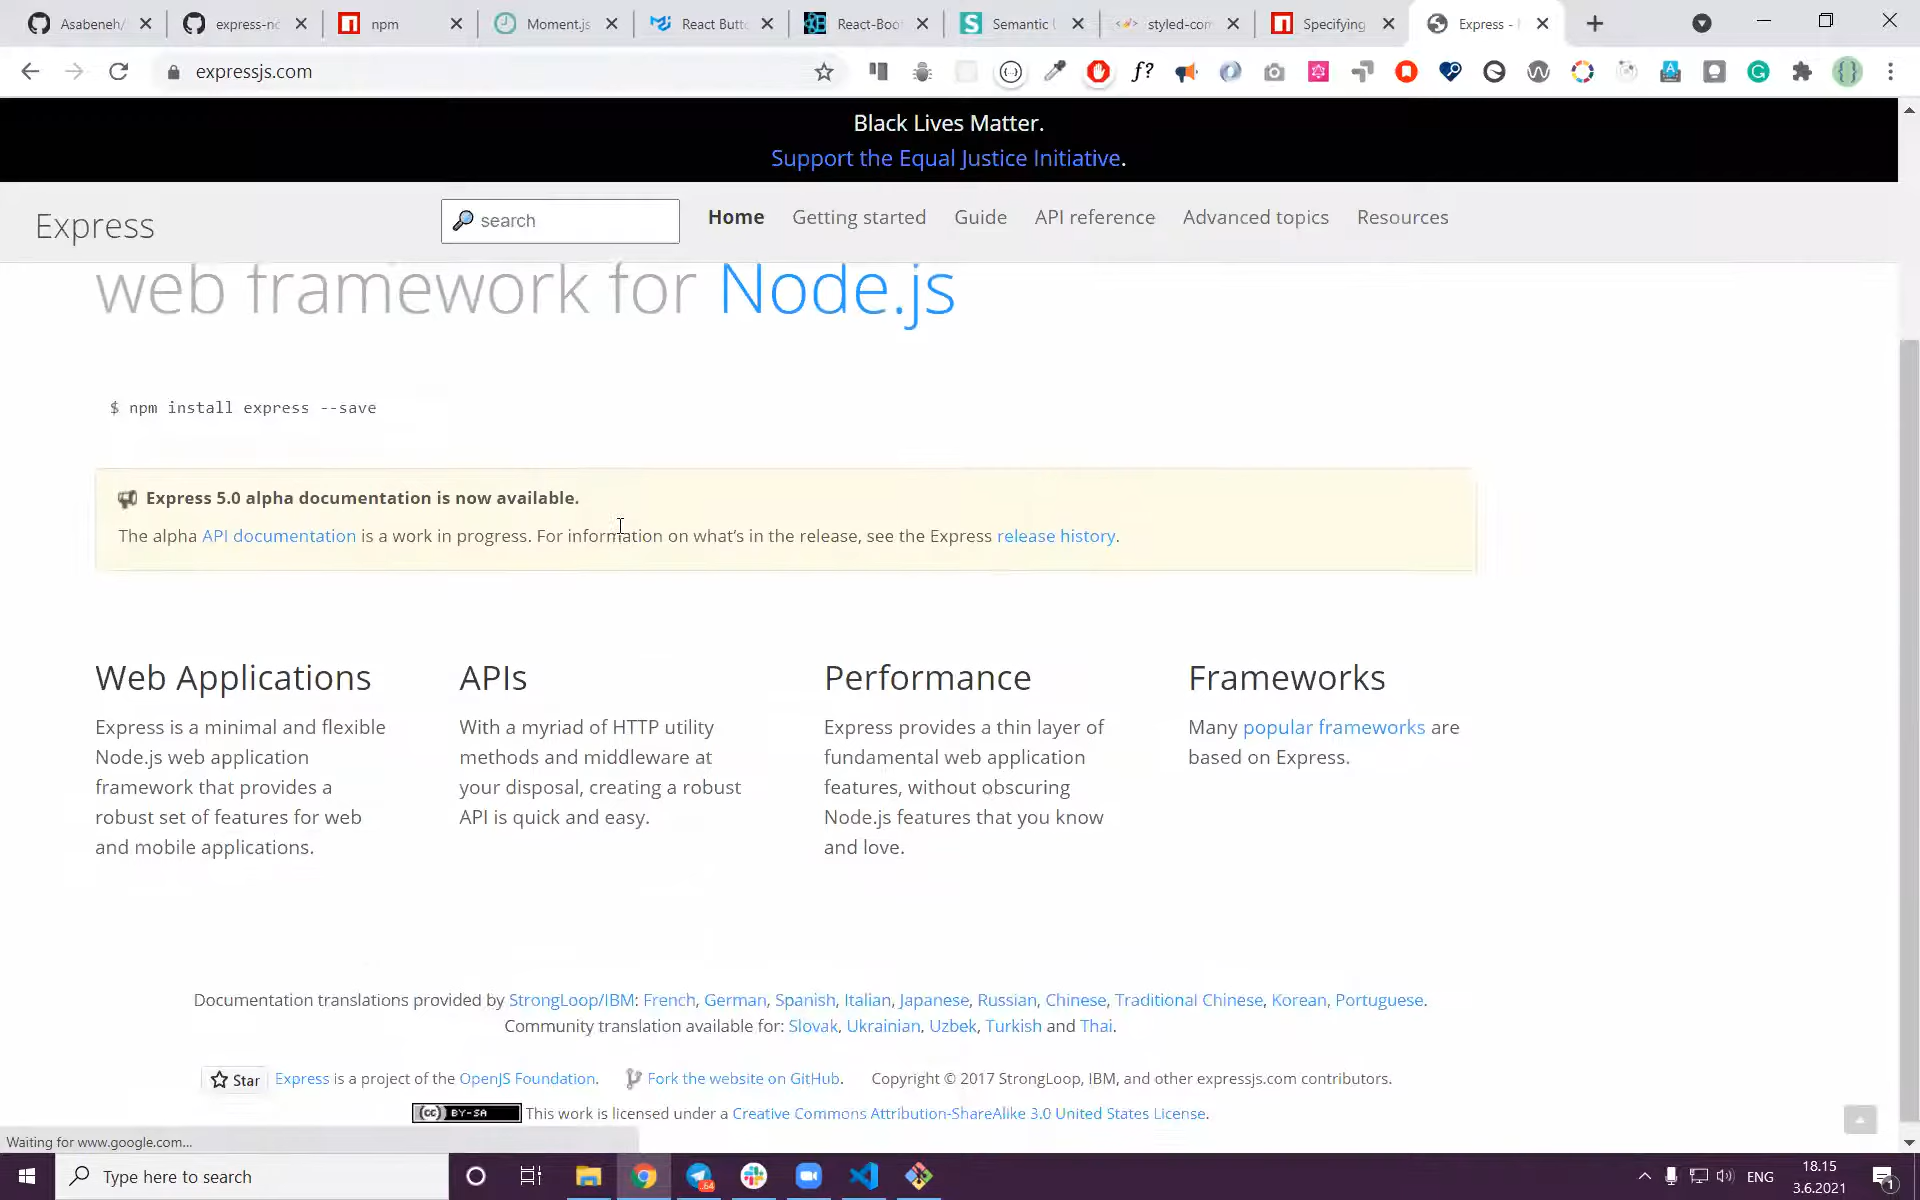 Asabeneh/
express-no
npm
Moment.js
React Butt
React-Boo
Semantic
styled-com
Specifying
Express -
expressjs.com
Black Lives Matter.
Support the Equal Justice Initiative.
Express
search
Home
Getting started
Guide
API reference
Advanced topics
Resources
web framework for Node.js
$ npm install express --save
Express 5.0 alpha documentation is now available.
The alpha API documentation is a work in progress. For information on what's in the release, see the Express release history.
Web Applications
Express is a minimal and flexible
Node.js web application
framework that provides a
robust set of features for web
and mobile applications.
APIs
With a myriad of HTTP utility
methods and middleware at
your disposal, creating a robust
API is quick and easy.
Performance
Express provides a thin layer of
fundamental web application
features, without obscuring
Node.js features that you know
and love.
Frameworks
Many popular frameworks are
based on Express.
Documentation translations provided by StrongLoop/IBM: French, German, Spanish, Italian, Japanese, Russian, Chinese, Traditional Chinese, Korean, Portuguese.
Community translation available for: Slovak, Ukrainian, Uzbek, Turkish and Thai.
Star
Express is a project of the OpenJS Foundation.
Fork the website on GitHub.
Copyright © 2017 StrongLoop, IBM, and other expressjs.com contributors.
(cc) BY-SA
This work is licensed under a Creative Commons Attribution-ShareAlike 3.0 United States License.
Waiting for www.google.com...
Type here to search
ENG
18.15
3.6.2021